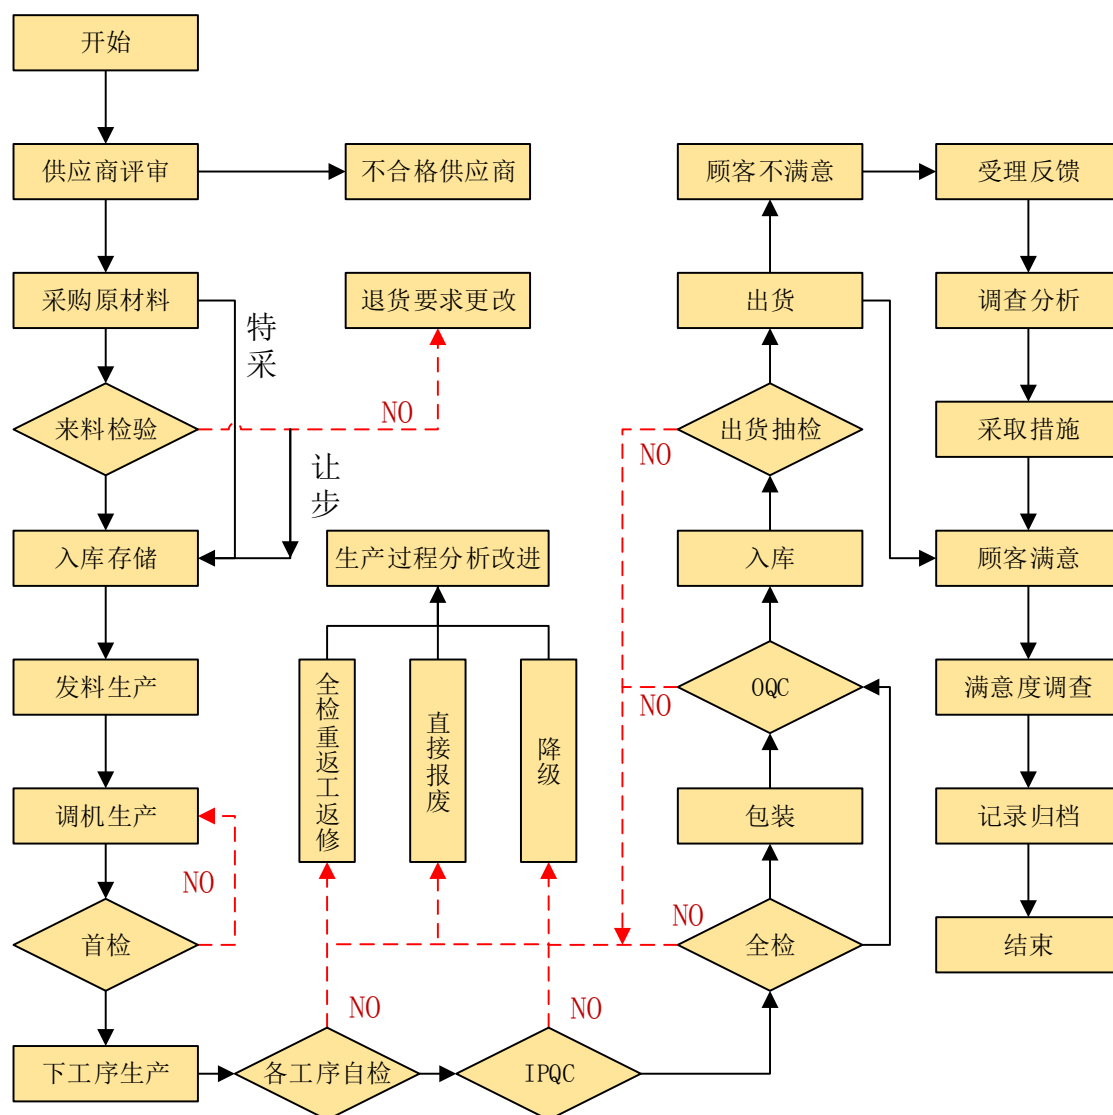 开始
供应商评审
不合格供应商
采购原材料
特采
退货要求更改
来料检验
NO
让步
入库存储
生产过程分析改进
发料生产
全检重返工返修
直接报废
降级
调机生产
NO
首检
下工序生产
各工序自检
NO
IPQC
NO
顾客不满意
受理反馈
出货
调查分析
出货抽检
NO
采取措施
入库
顾客满意
OQC
NO
满意度调查
包装
记录归档
NO
全检
结束